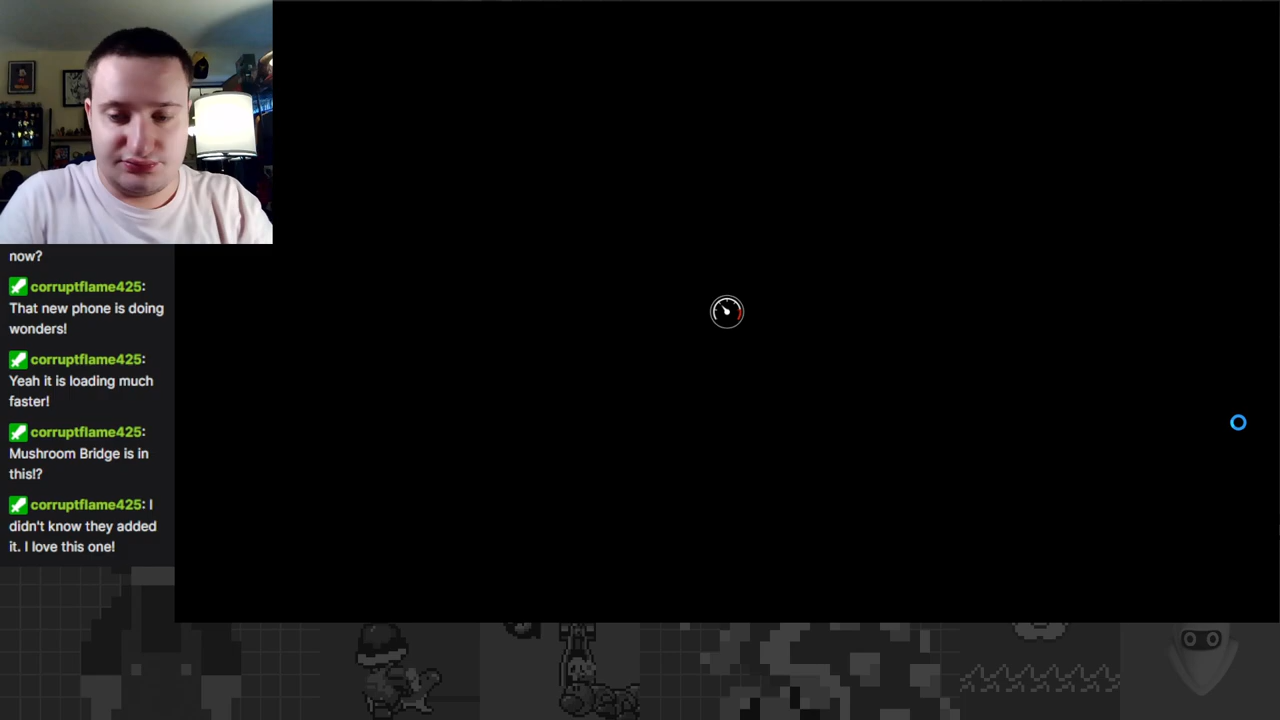 now?
corruptflame425:
That new phone is doing
wonders!
corruptflame425:
Yeah it is loading much
faster!
corruptflame425:
Mushroom Bridge is in
this!?
corruptflame425: I
didn't know they added
it. I love this one!